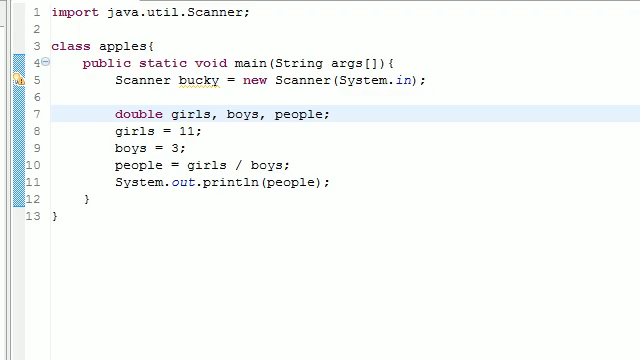 1 import java.util.Scanner;
2
3 class apples{
4 public static void main(String args[]){
5 Scanner bucky = new Scanner(System.in);
6
7 double girls, boys, people;
8 girls = 11;
9 boys = 3;
10 people = girls / boys;
11 System.out.println(people);
12 }
13 }